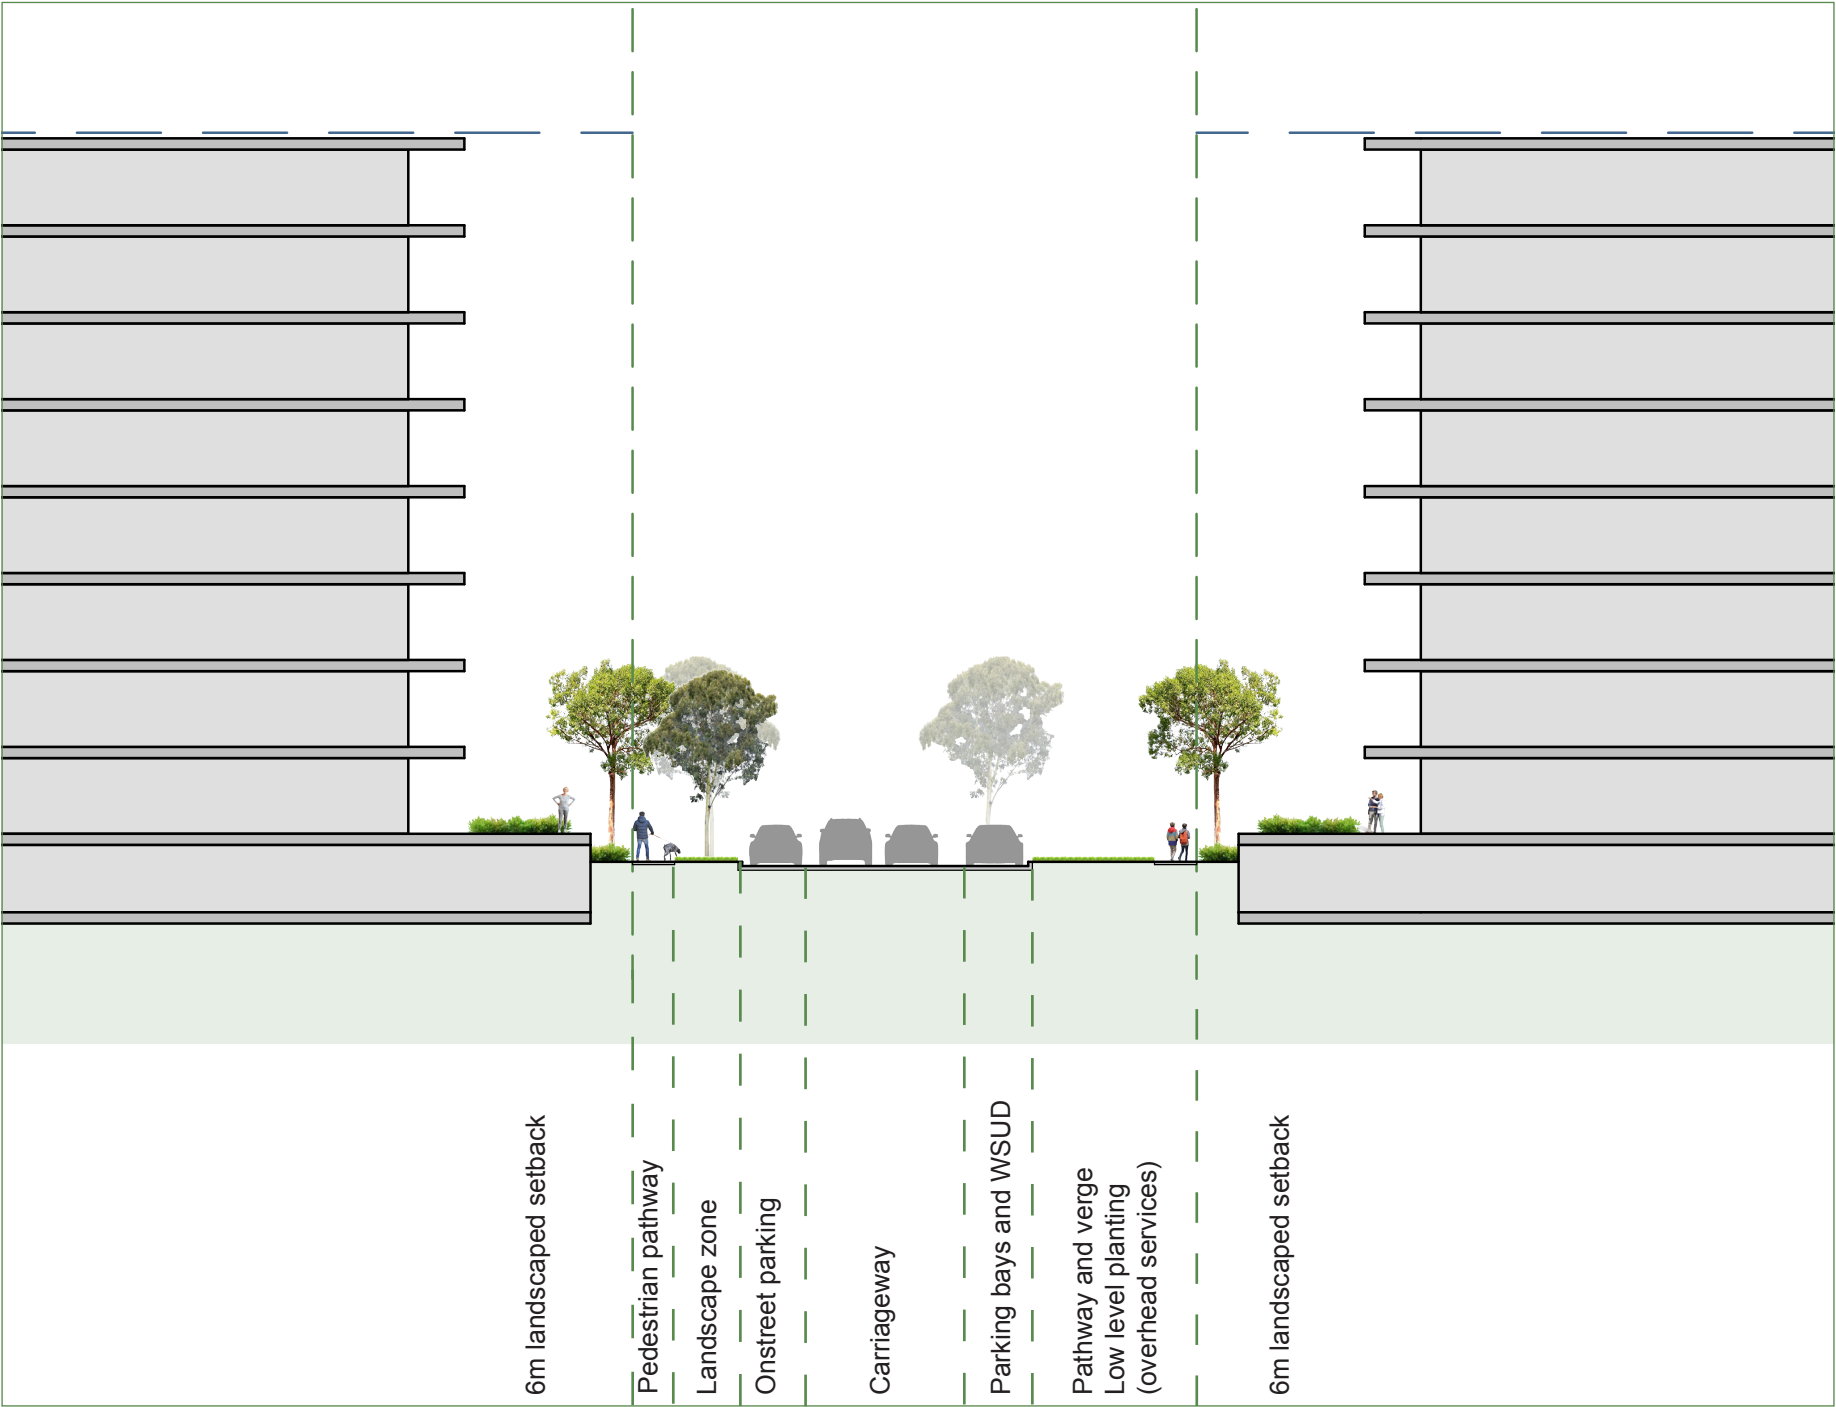 6m landscaped setback
Pedestrian pathway
Landscape zone
Onstreet parking
Carriageway
Parking bays and WSUD
Pathway and verge
Low level planting
(overhead services)
6m landscaped setback